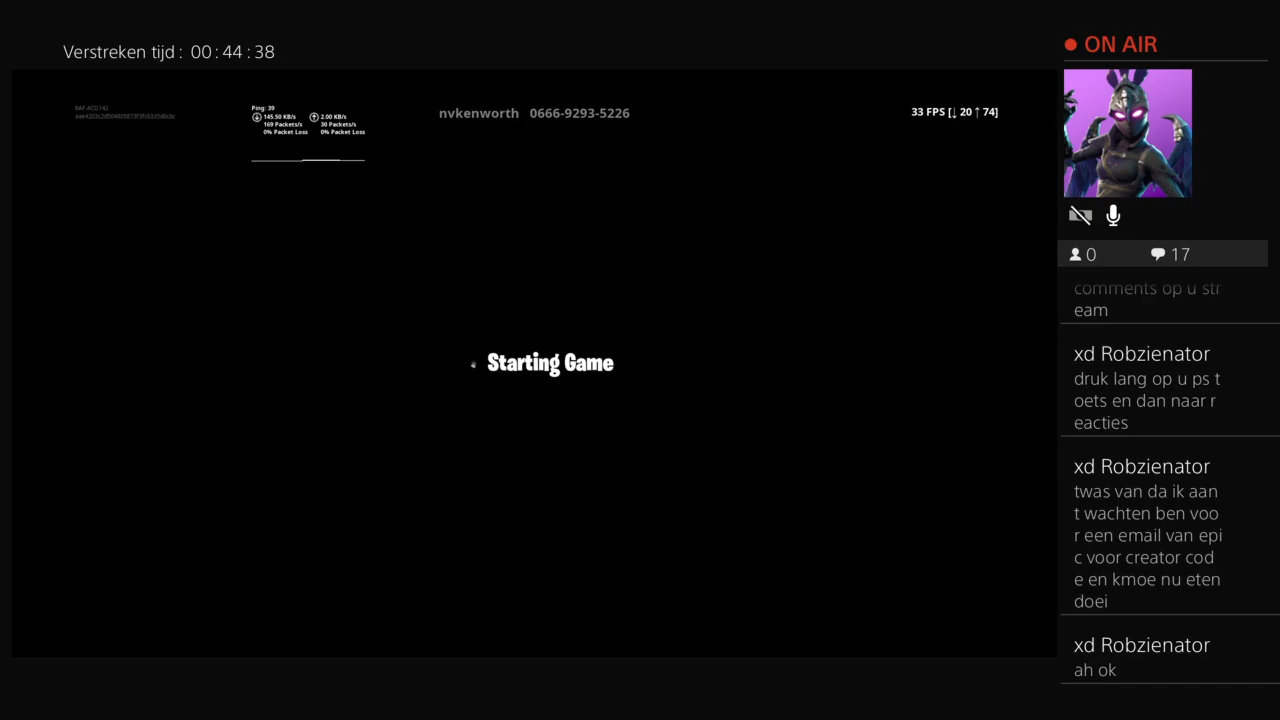 Verstreken tijd : 00 : 44 : 38
ON AIR
Ping: 39
145.50 KB/s
2.00 KB/s
169 Packets/s
30 Packets/s
0% Packet Loss
0% Packet Loss
nvkenworth 0666-9293-5226
33 FPS [↓ 20 ↑ 74]
0
17
comments op u str
eam
Starting Game
xd Robzienator
druk lang op u ps t
oets en dan naar r
eacties
xd Robzienator
twas van da ik aan
t wachten ben voo
r een email van epi
c voor creator cod
e en kmoe nu eten
doei
xd Robzienator
ah ok